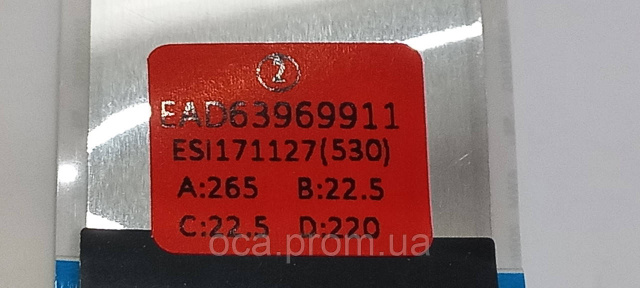 2
EAD63969911
ESI171127(530)
A:265 B:22.5
C:22.5 D:220
oca.prom.ua